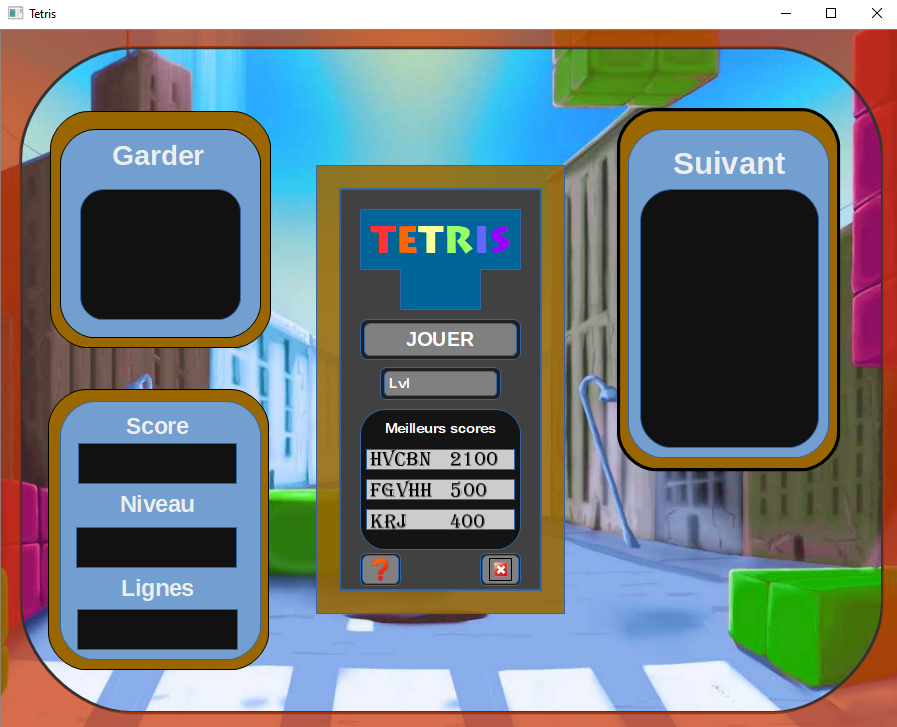 Tetris
Garder
Suivant
TETRIS
JOUER
Lvl
Meilleurs scores
HVCBN 2100
FGVHH 500
KRJ 400
Score
Niveau
Lignes
?